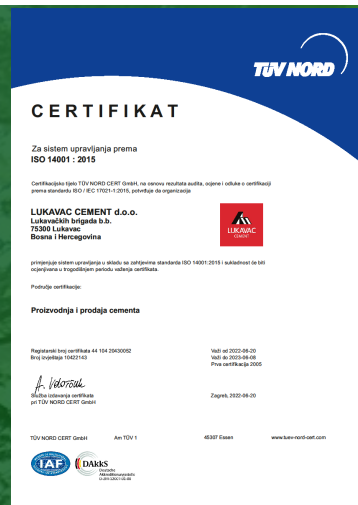 TÜV NORD
CERTIFIKAT
Za sistem upravljanja prema
ISO 14001 : 2015
Certifikacijsko tijelo TÜV NORD CERT GmbH, na osnovu rezultata audita, ocjene i odluke o certifikaciji
prema standardu ISO / IEC 17021-1:2015, potvrđuje da organizacija
LUKAVAC CEMENT d.o.o.
Lukavačkih brigada b.b.
75300 Lukavac
Bosna i Hercegovina
LUKAVAC
CEMENT
primjenjuje sistem upravljanja u skladu sa zahtjevima standarda ISO 14001:2015 i sukladnost će biti
ocjenjivana u trogodišnjem periodu važenja certifikata.
Područje certifikacije:
Proizvodnja i prodaja cementa
Registarski broj certifikata 44 104 20430082
Broj izvještaja 10422143
Važi od 2022-06-20
Važi do 2023-06-08
Prva certifikacija 2005
Služba izdavanja certifikata
pri TÜV NORD CERT GmbH
Zagreb, 2022-06-20
TÜV NORD CERT GmbH
Am TÜV 1
45307 Essen
www.tuev-nord-cert.com
IAF
DAkkS
Deutsche
Akkreditierungsstelle